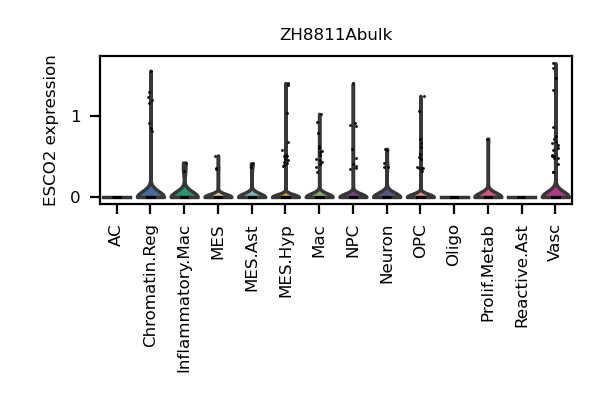 ZH8811Abulk
ESCO2 expression
1
0
AC
Chromatin.Reg
Inflammatory.Mac
MES
MES.Ast
MES.Hyp
Mac
NPC
Neuron
OPC
Oligo
Prolif.Metab
Reactive.Ast
Vasc